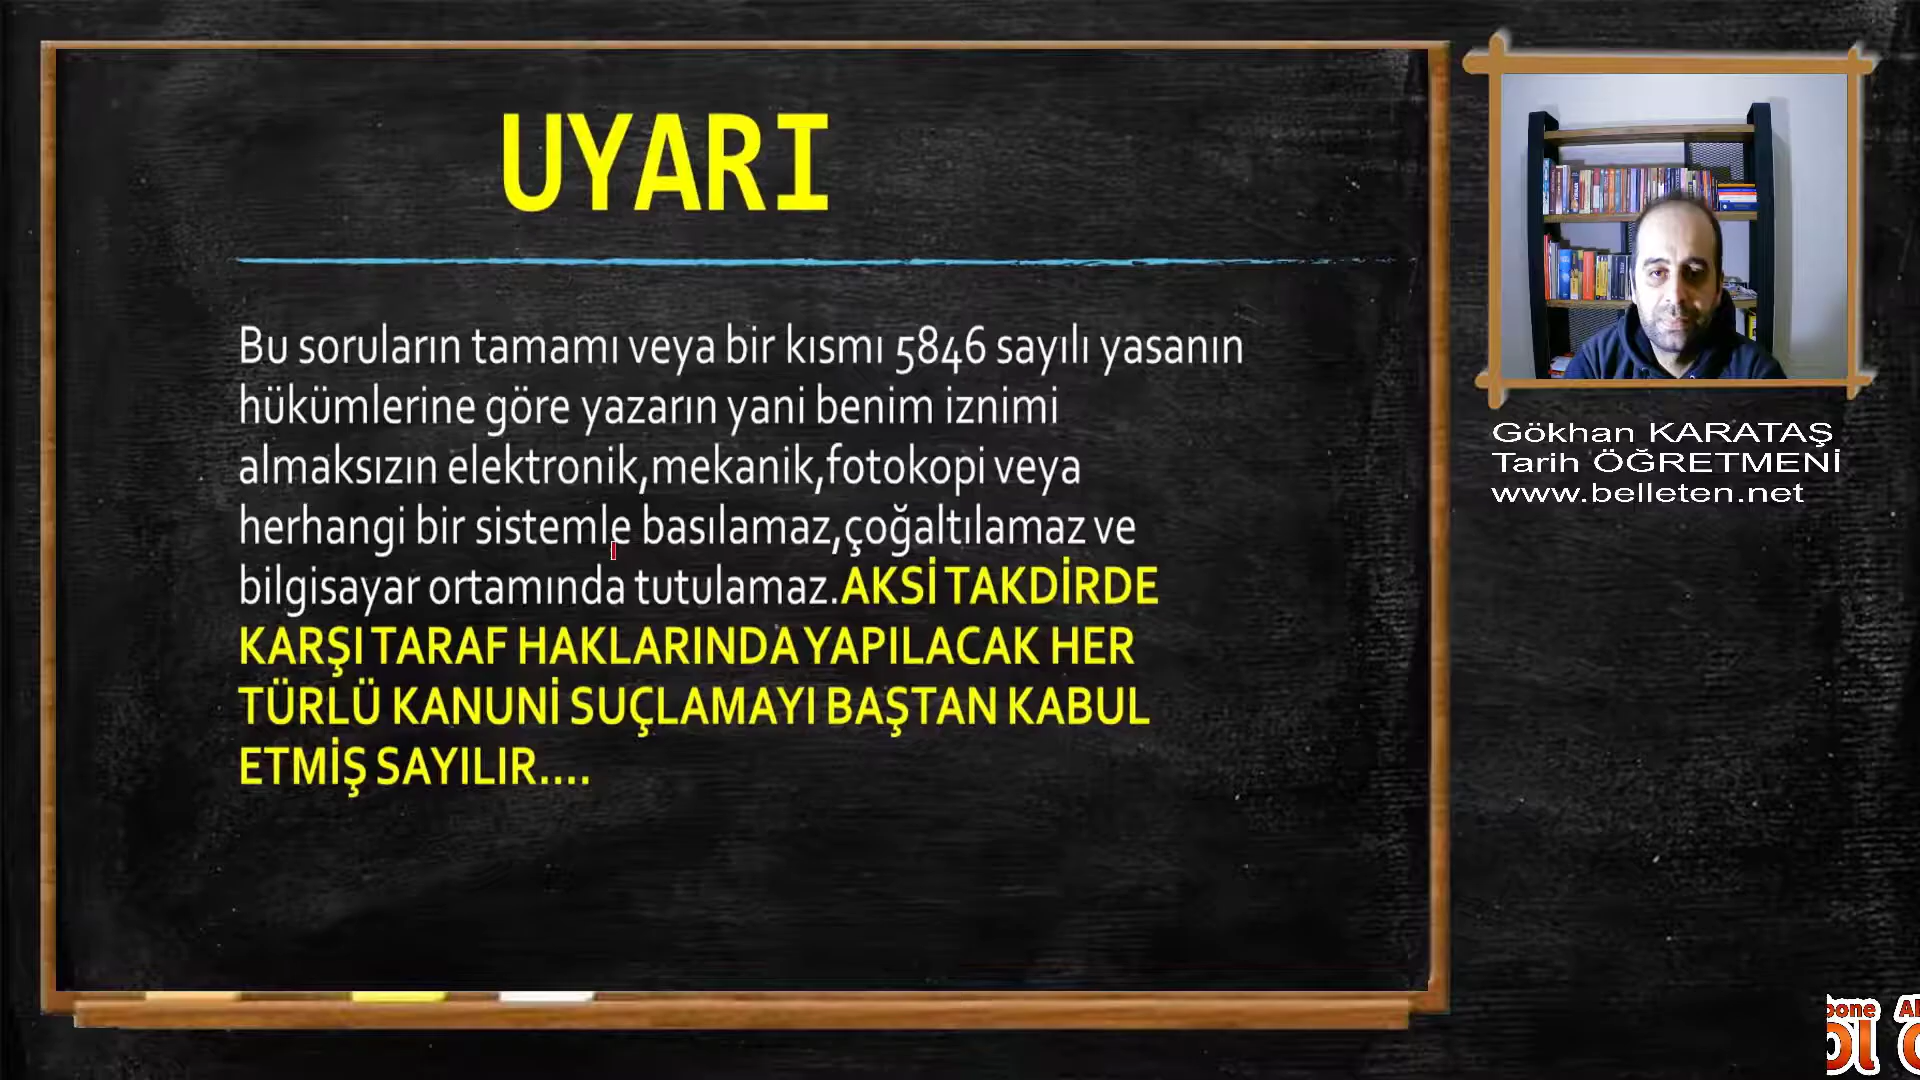 UYARI
Bu soruların tamamı veya bir kısmı 5846 sayılı yasanın
hükümlerine göre yazarın yani benim iznimi
almaksızın elektronik,mekanik,fotokopi veya
herhangi bir sistemle basılamaz,çoğaltılamaz ve
bilgisayar ortamında tutulamaz.AKSİ TAKDİRDE
KARŞI TARAF HAKLARINDA YAPILACAK HER
TÜRLÜ KANUNİ SUÇLAMAYI BAŞTAN KABUL
ETMİŞ SAYILIR....
Gökhan KARATAŞ
Tarih ÖĞRETMENİ
www.belleten.net